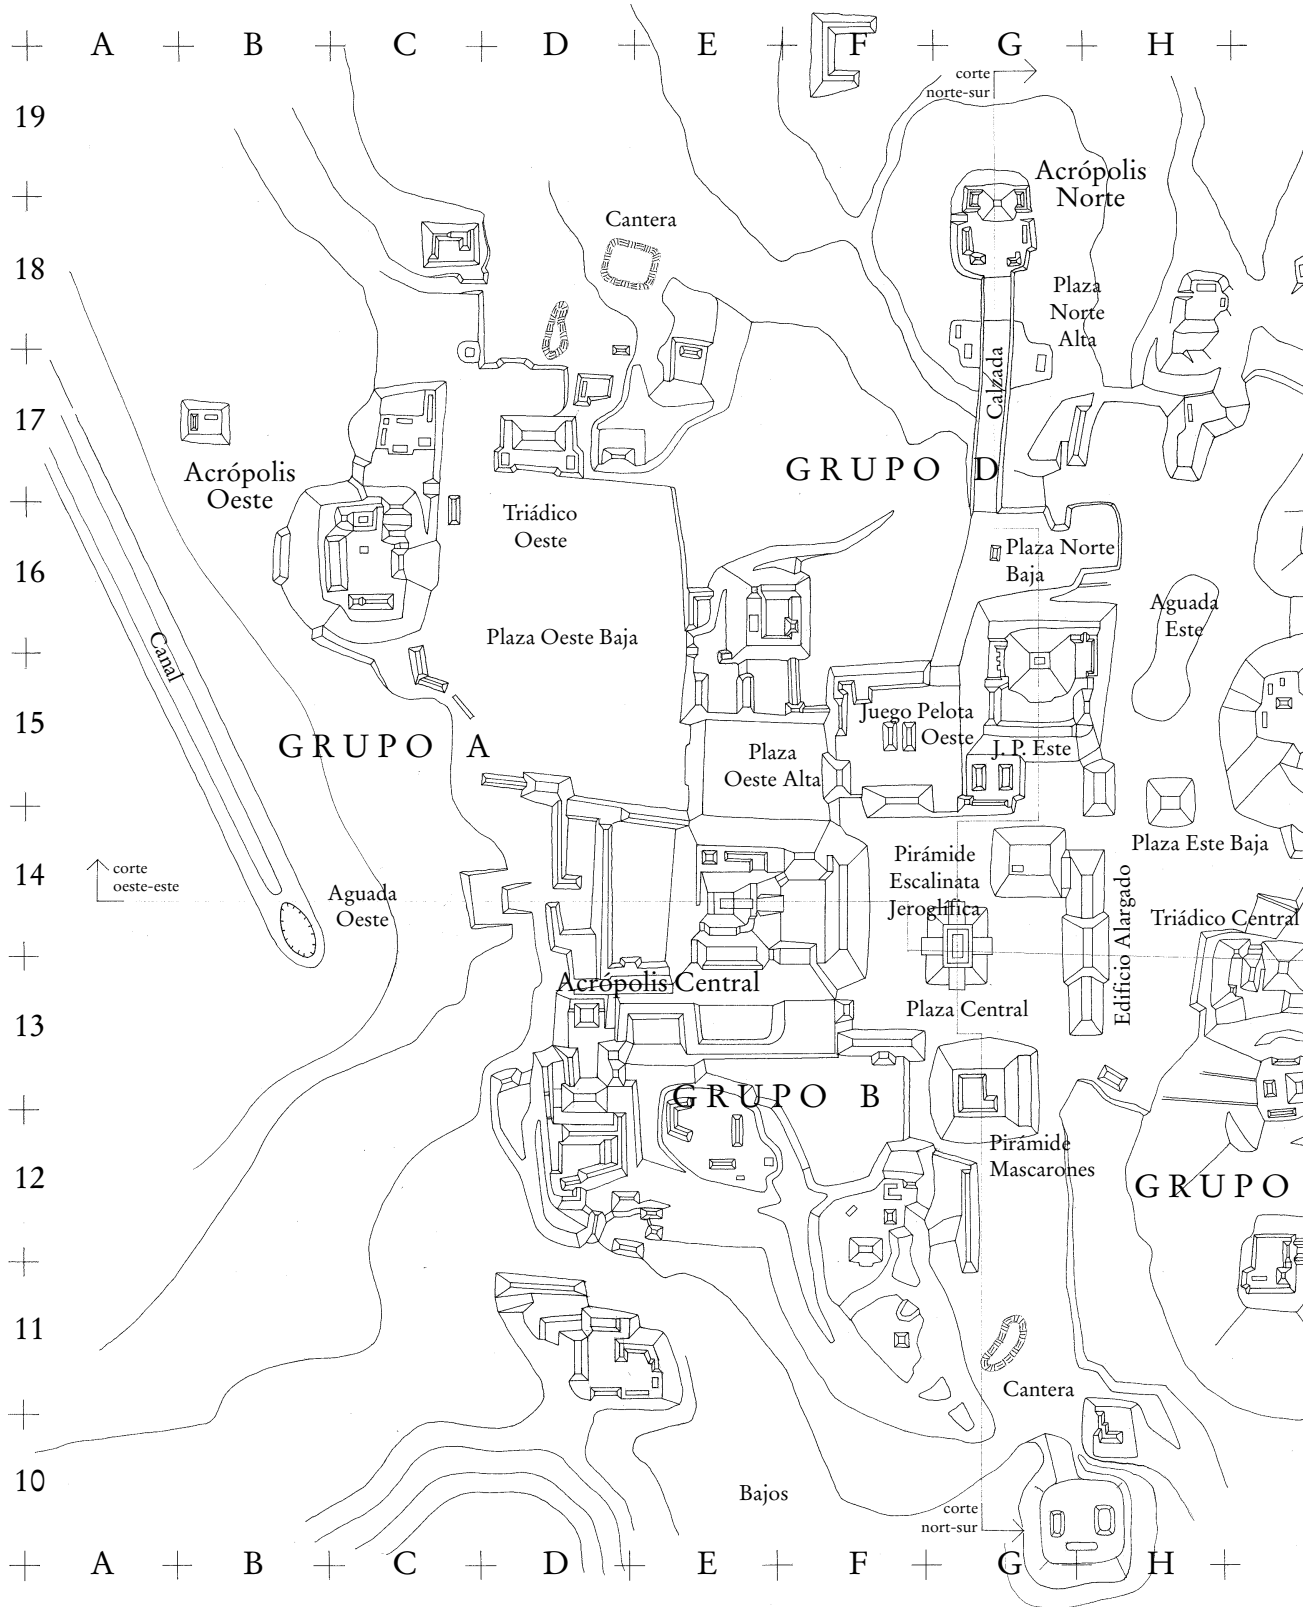 A B C D E F G H
corte
norte-sur
19
Acrópolis
Norte
Cantera
18
Plaza
Norte
Alta
Calzada
17
Acrópolis
Oeste
GRUPO D
Triádico
Oeste
Plaza Norte
Baja
16
Aguada
Este
Plaza Oeste Baja
Canal
15
Juego Pelota
Oeste
J. P. Este
GRUPO A
Plaza
Oeste Alta
Plaza Este Baja
14
corte
oeste-este
Aguada
Oeste
Pirámide
Escalinata
Jeroglífica
Edificio Alargado
Triádico Central
Acrópolis Central
Plaza Central
13
GRUPO B
Pirámide
Mascarones
12
GRUPO
11
Cantera
10
Bajos
corte
nort-sur
A B C D E F G H